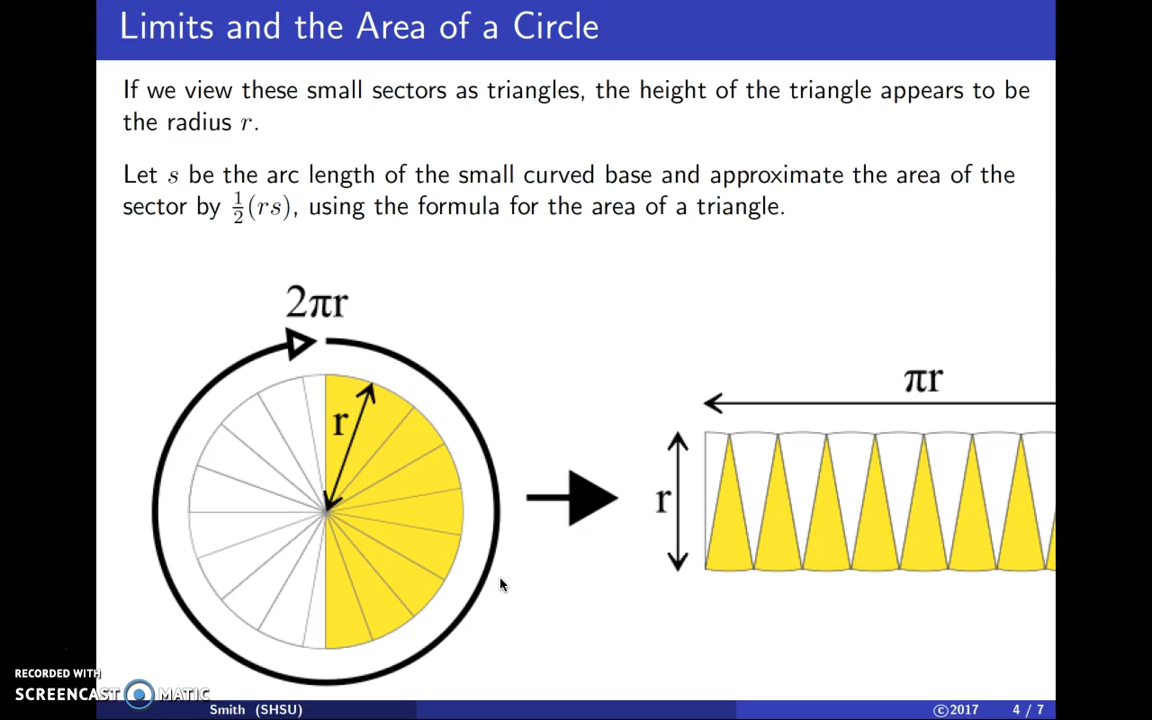 Limits and the Area of a Circle
If we view these small sectors as triangles, the height of the triangle appears to be
the radius r.
Let s be the arc length of the small curved base and approximate the area of the
sector by 1/2(rs), using the formula for the area of a triangle.
2πr
r
πr
r
RECORDED WITH
SCREENCAST MATIC
Smith (SHSU)
©2017
4 / 7